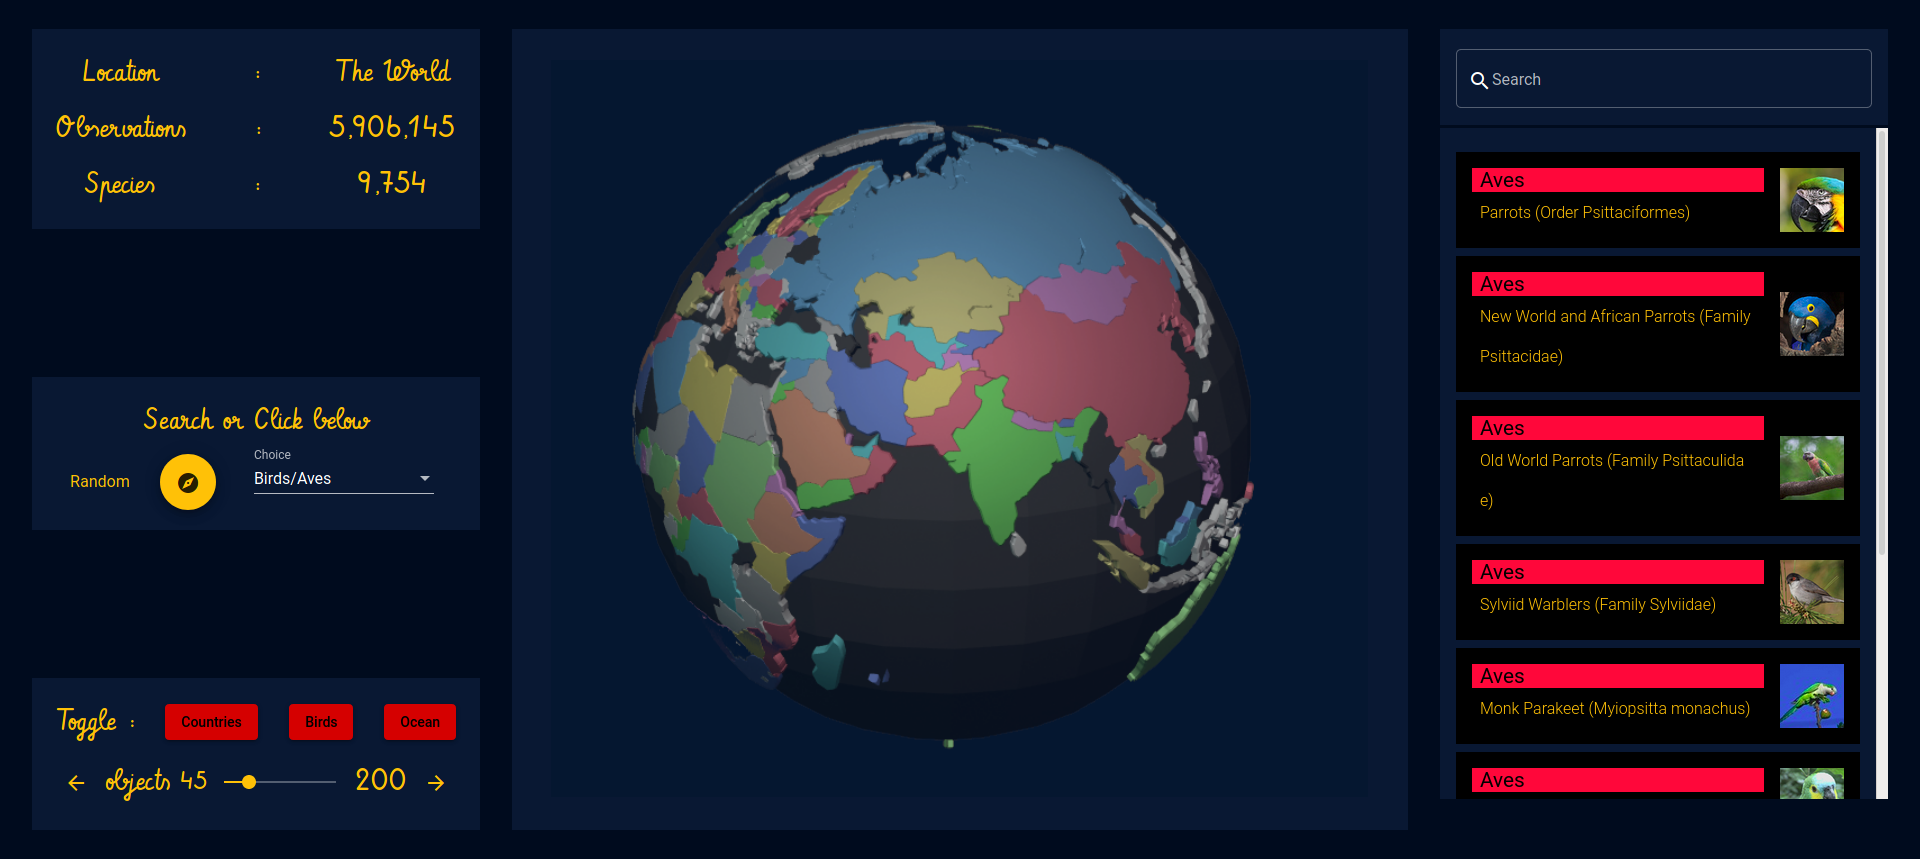 Location : The World
Observations : 5,906,145
Species : 9,754
Search or Click below
Random
Choice
Birds/Aves
Toggle :
Countries
Birds
Ocean
objects 45
200
Search
Aves
Parrots (Order Psittaciformes)
Aves
New World and African Parrots (Family
Psittacidae)
Aves
Old World Parrots (Family Psittaculida
e)
Aves
Sylviid Warblers (Family Sylviidae)
Aves
Monk Parakeet (Myiopsitta monachus)
Aves